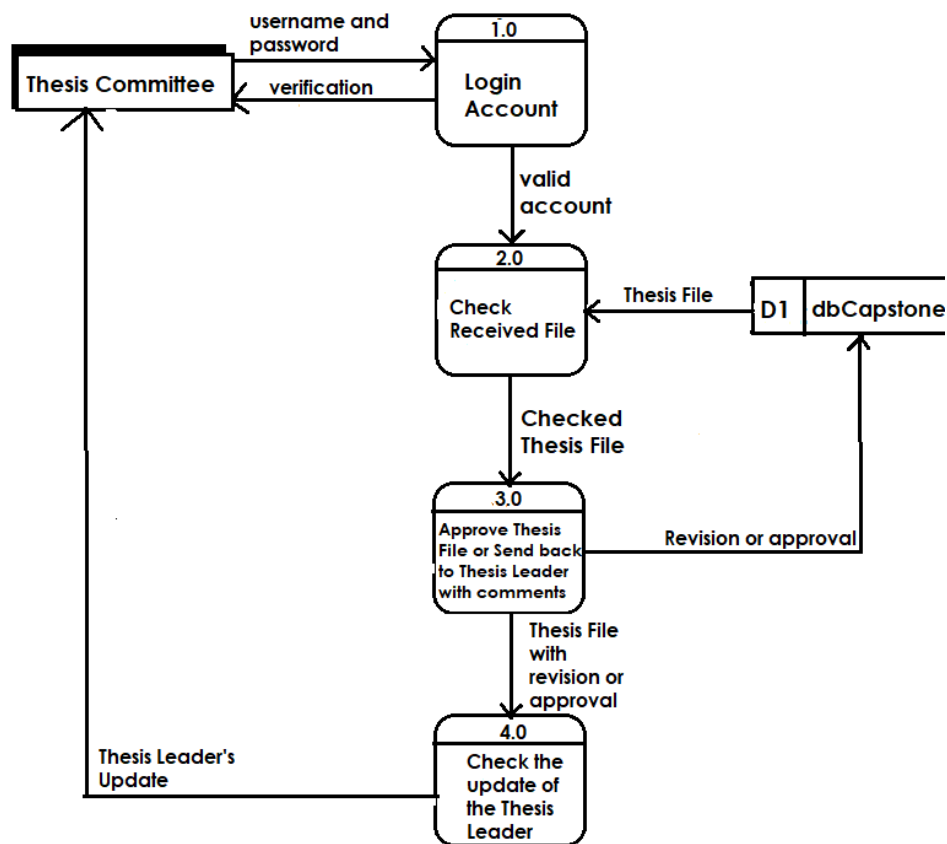 username and
password
1.0
Thesis Committee
verification
Login
Account
valid
account
2.0
Check
Received File
Thesis File
D1
dbCapstone
Checked
Thesis File
3.0
Approve Thesis
File or Send back
to Thesis Leader
with comments
Revision or approval
Thesis File
with
revision or
approval
4.0
Thesis Leader's
Update
Check the
update of
the Thesis
Leader